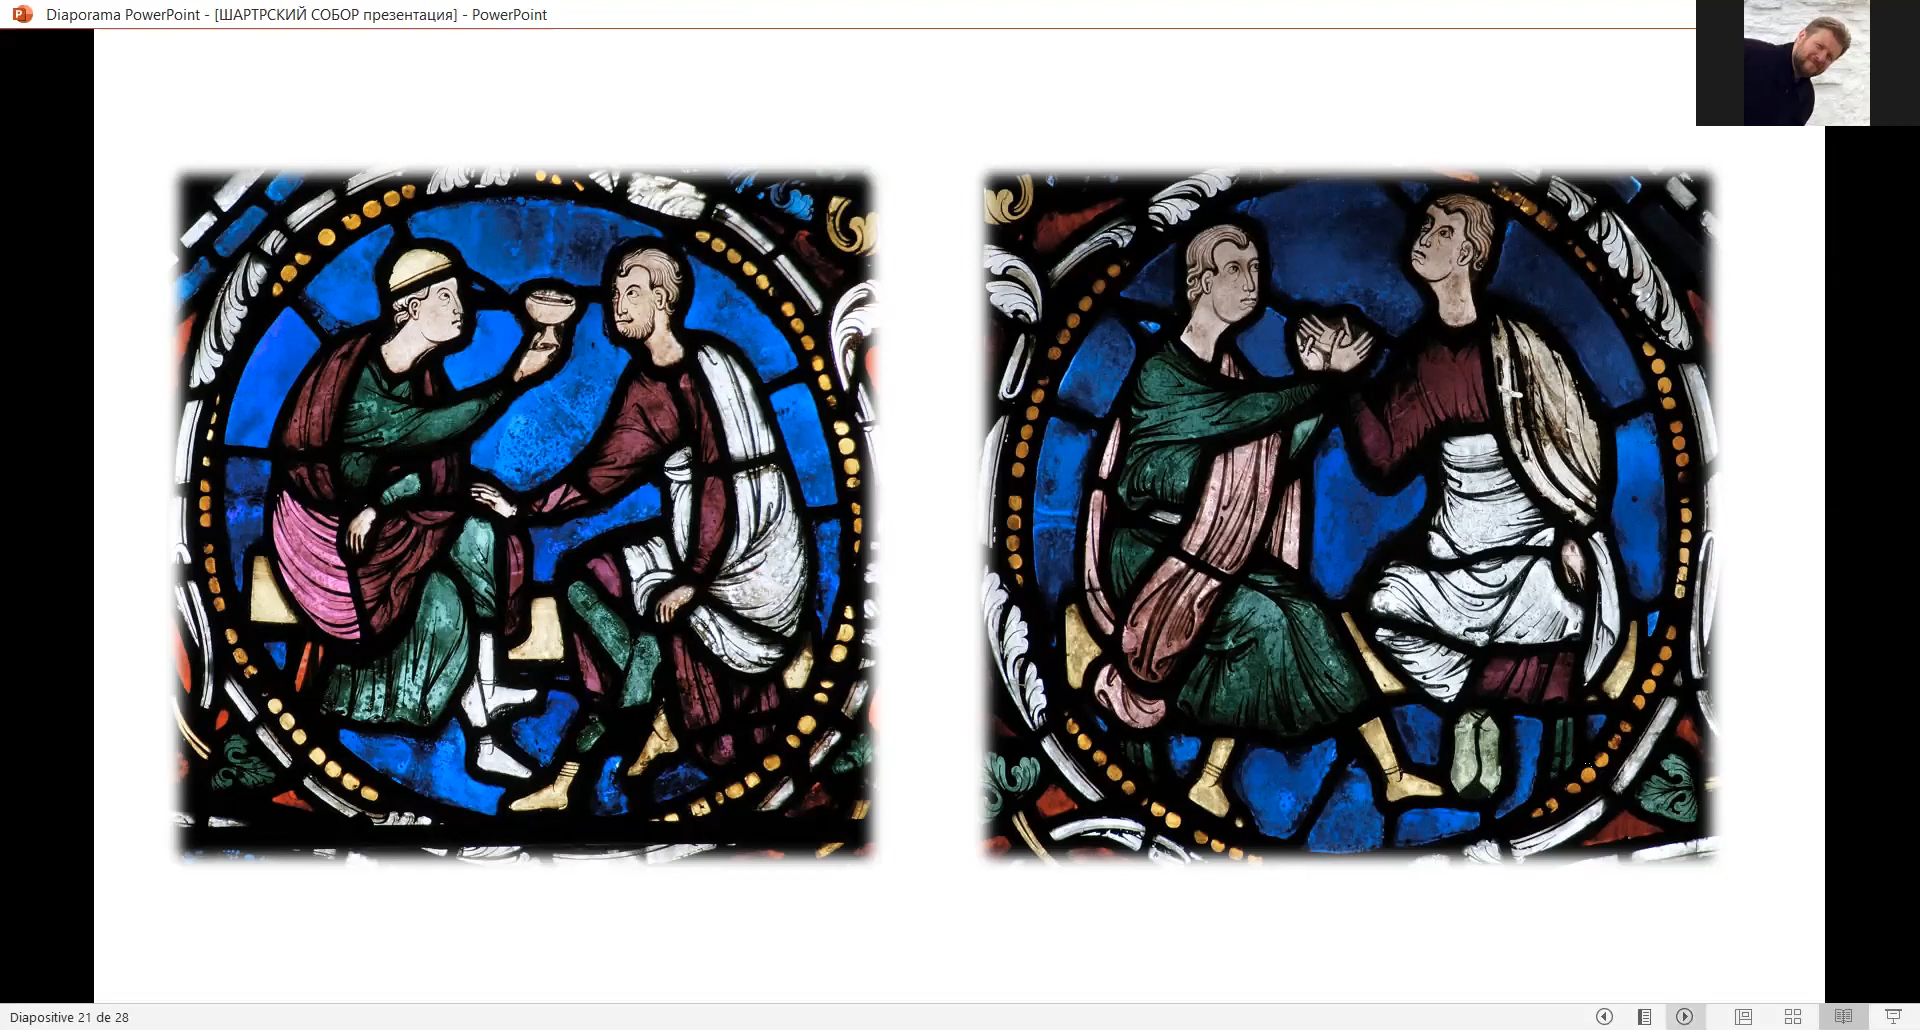 Diaporama PowerPoint - [ШАРТРСКИЙ СОБОР презентация] - PowerPoint
Diapositive 21 de 28